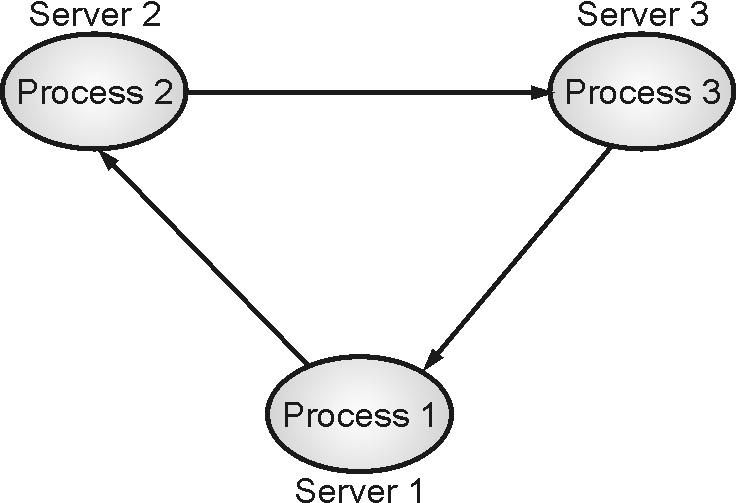 Server 2
Server 3
Process 2
Process 3
Process 1
Server 1